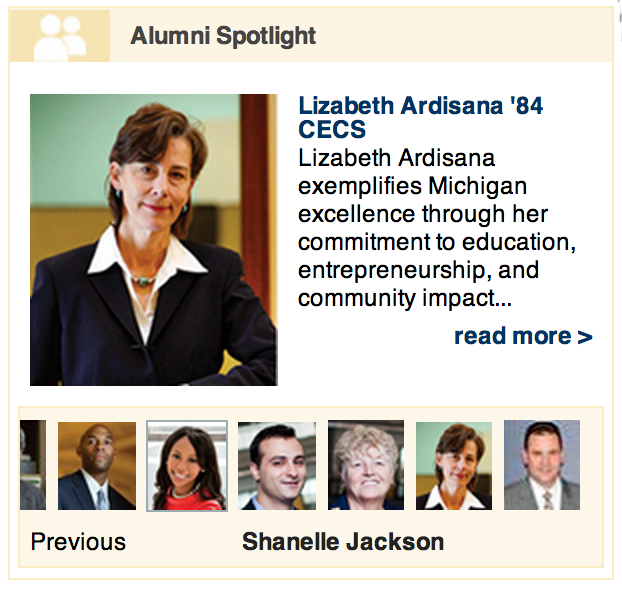 Alumni Spotlight
Lizabeth Ardisana '84
CECS
Lizabeth Ardisana
exemplifies Michigan
excellence through her
commitment to education,
entrepreneurship, and
community impact...
read more >
Previous Shanelle Jackson